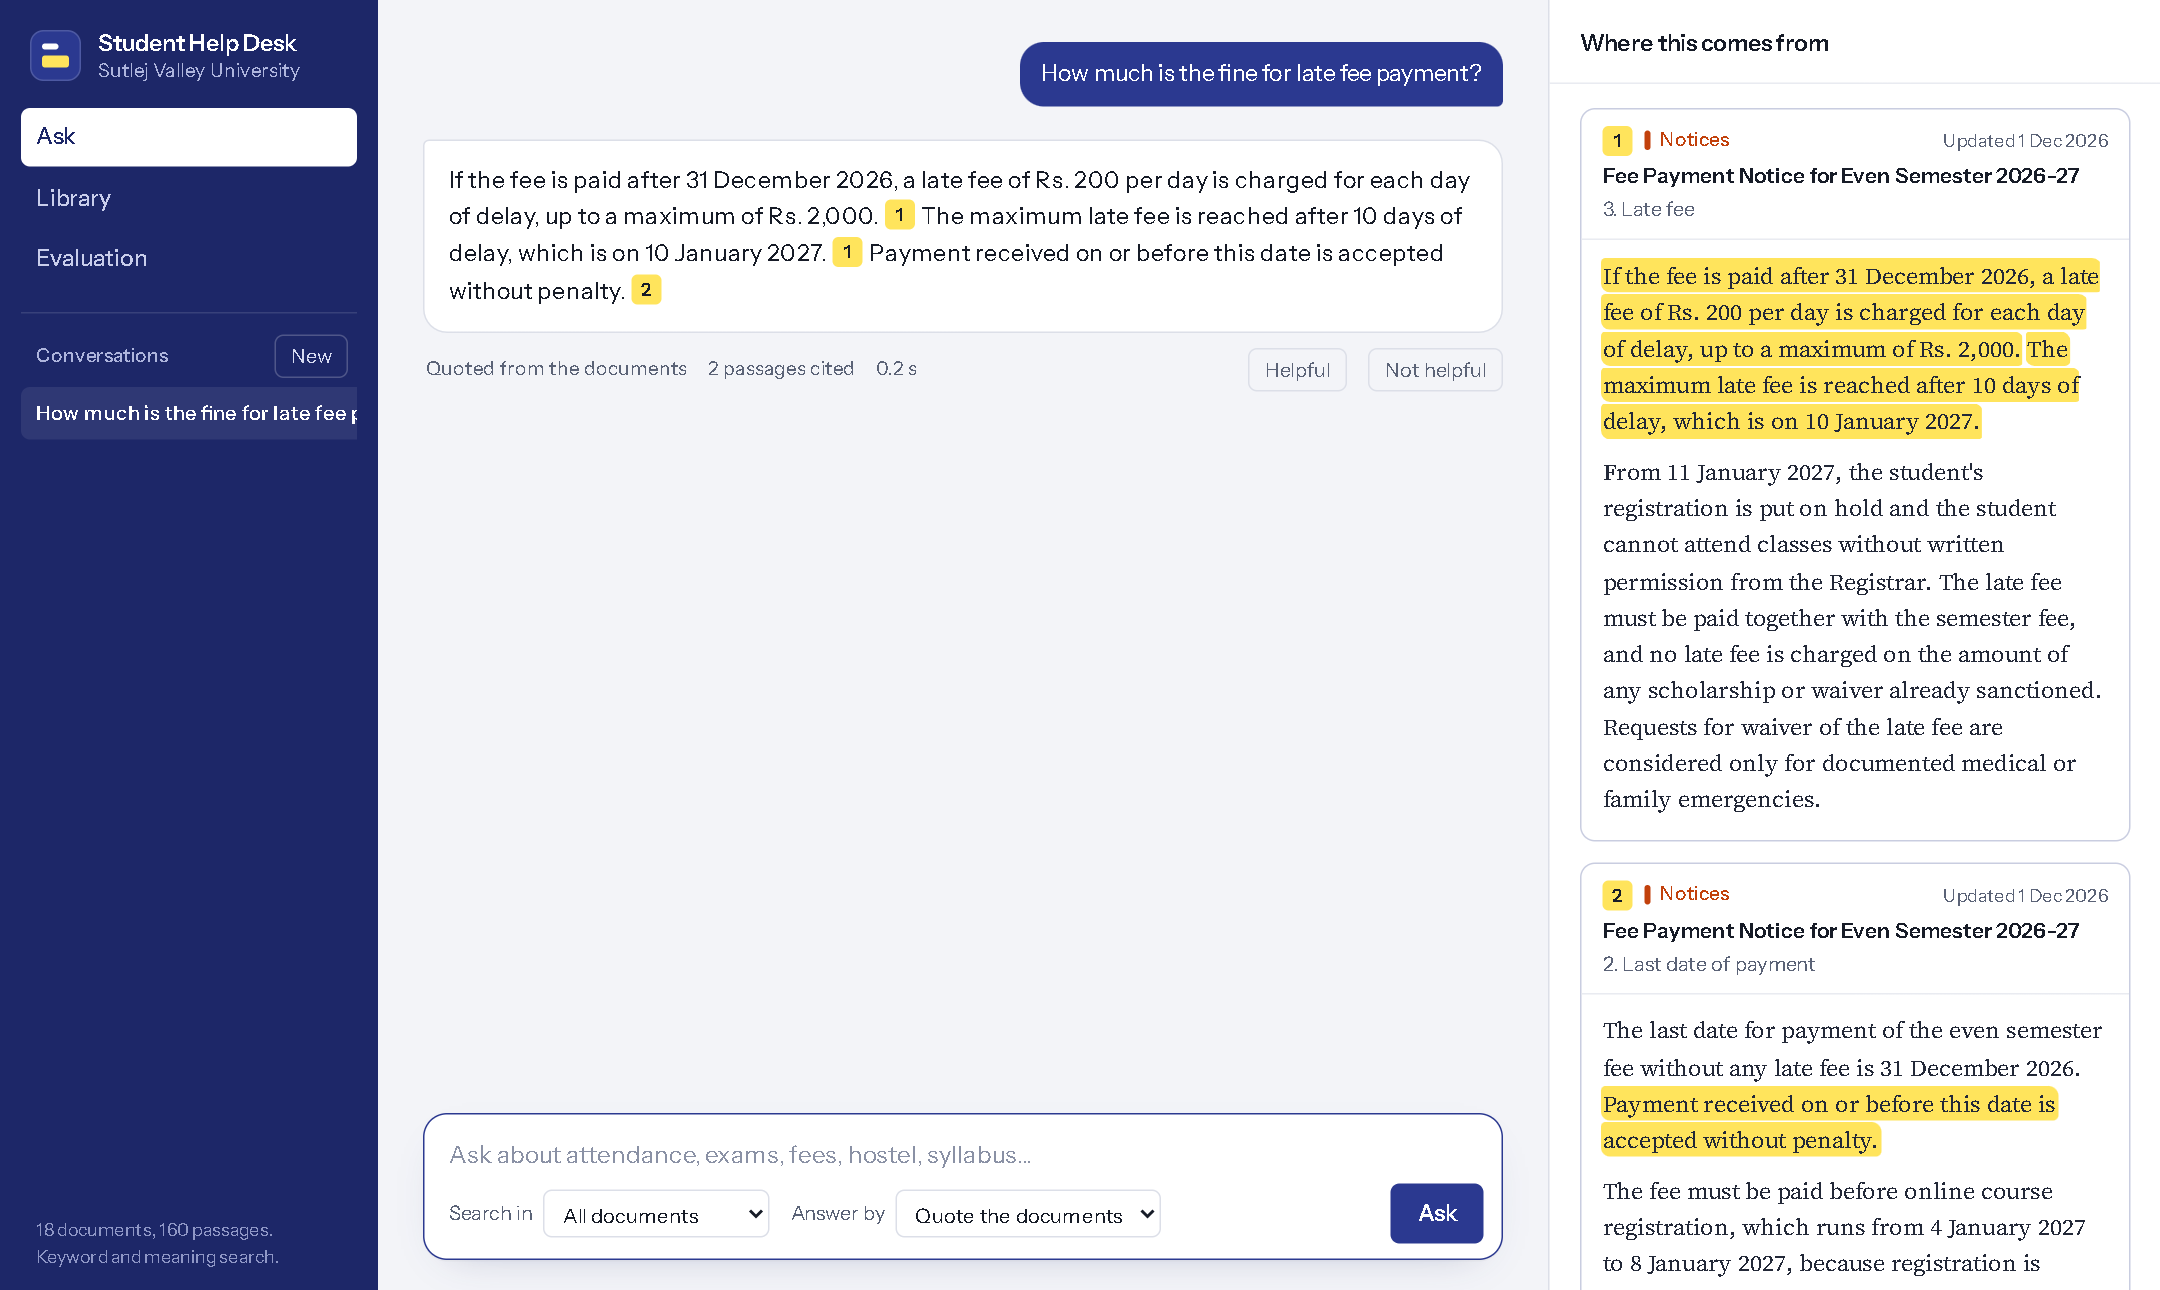 Student Help Desk
Sutlej Valley University
Ask
Library
Evaluation
Conversations
New
How much is the fine for late fee
18 documents, 160 passages.
Keyword and meaning search.
How much is the fine for late fee payment?
If the fee is paid after 31 December 2026, a late fee of Rs. 200 per day is charged for each day
of delay, up to a maximum of Rs. 2,000. 1 The maximum late fee is reached after 10 days of
delay, which is on 10 January 2027. 1 Payment received on or before this date is accepted
without penalty. 2
Quoted from the documents 2 passages cited 0.2 s
Helpful
Not helpful
Ask about attendance, exams, fees, hostel, syllabus...
Search in
All documents
Answer by
Quote the documents
Ask
Where this comes from
1 Notices
Updated 1 Dec 2026
Fee Payment Notice for Even Semester 2026-27
3. Late fee
If the fee is paid after 31 December 2026, a late
fee of Rs. 200 per day is charged for each day
of delay, up to a maximum of Rs. 2,000. The
maximum late fee is reached after 10 days of
delay, which is on 10 January 2027.
From 11 January 2027, the student's
registration is put on hold and the student
cannot attend classes without written
permission from the Registrar. The late fee
must be paid together with the semester fee,
and no late fee is charged on the amount of
any scholarship or waiver already sanctioned.
Requests for waiver of the late fee are
considered only for documented medical or
family emergencies.
2 Notices
Updated 1 Dec 2026
Fee Payment Notice for Even Semester 2026-27
2. Last date of payment
The last date for payment of the even semester
fee without any late fee is 31 December 2026.
Payment received on or before this date is
accepted without penalty.
The fee must be paid before online course
registration, which runs from 4 January 2027
to 8 January 2027, because registration is